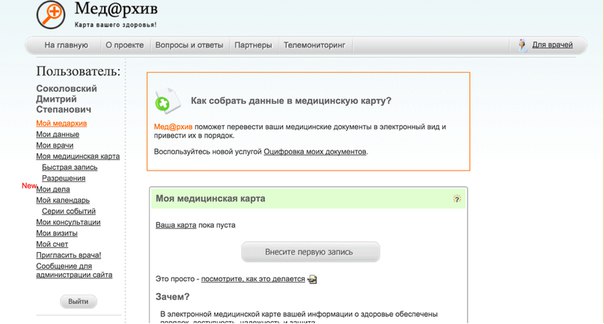 Мед@рхив
Карта вашего здоровья!
На главную О проекте Вопросы и ответы Партнеры Телемониторинг Для врачей
Пользователь:
Соколовский
Дмитрий
Степанович
Мой медархив
Мои данные
Мои врачи
Моя медицинская карта
Быстрая запись
Разрешения
New
Мои дела
Мой календарь
Серии событий
Мои консультации
Мои визиты
Мой счет
Пригласить врача!
Сообщение для
администрации сайта
Выйти
Как собрать данные в медицинскую карту?
Мед@рхив поможет перевести ваши медицинские документы в электронный вид и
привести их в порядок.
Воспользуйтесь новой услугой Оцифровка моих документов.
Моя медицинская карта
?
Ваша карта пока пуста
Внесите первую запись
Это просто - посмотрите, как это делается
Зачем?
В электронной медицинской карте вашей информации о здоровье обеспечены
порядок, доступность, надежность и защита